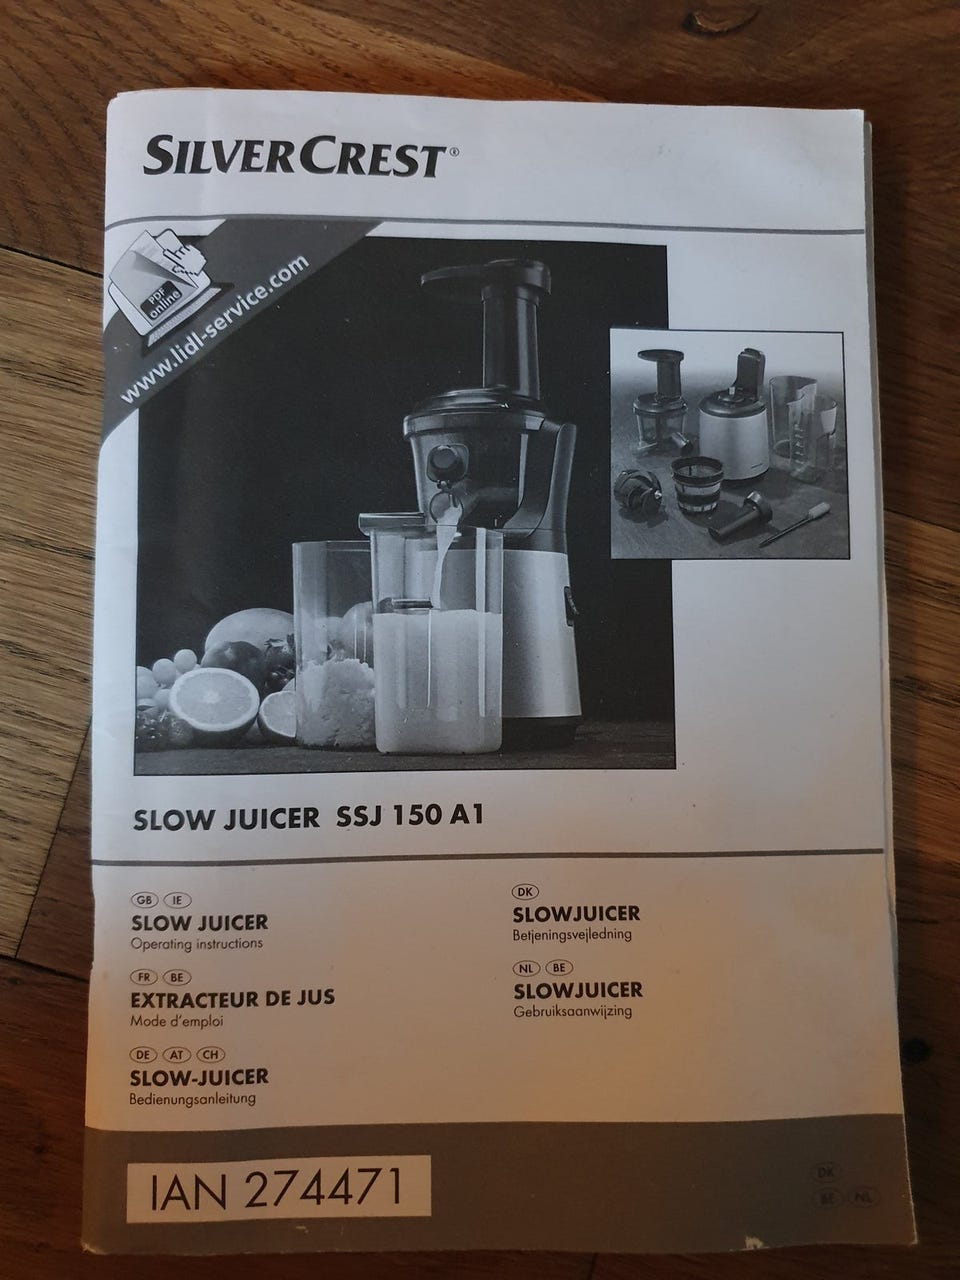 SILVERCREST®
PDF
online
www.lidl-service.com
SLOW JUICER SSJ 150 A1
GB IE
SLOW JUICER
Operating instructions
FR BE
EXTRACTEUR DE JUS
Mode d'emploi
DE AT CH
SLOW-JUICER
Bedienungsanleitung
DK
SLOWJUICER
Betjeningsvejledning
NL BE
SLOWJUICER
Gebruiksaanwijzing
IAN 274471
DK
BE NL